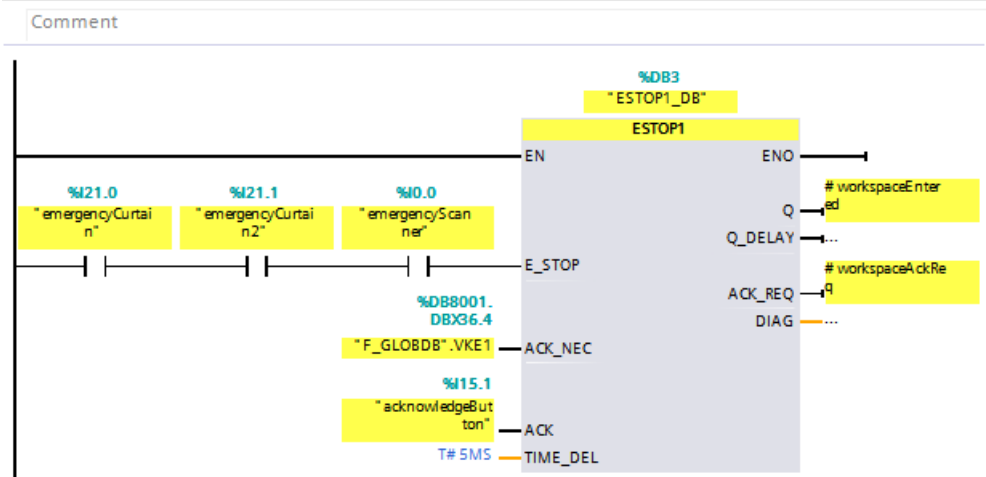 Comment
%DB3
"ESTOP1_DB"
ESTOP1
EN
ENO
%I21.0
"emergencyCurtai
n"
%I21.1
"emergencyCurtai
n2"
%I0.0
"emergencyScan
ner"
E_STOP
Q
#workspaceEnter
ed
Q_DELAY
...
ACK_REQ
#workspaceAckRe
q
DIAG
...
%DB8001.
DBX36.4
"F_GLOBDB".VKE1
ACK_NEC
%I15.1
"acknowledgeBut
ton"
ACK
T#5MS
TIME_DEL